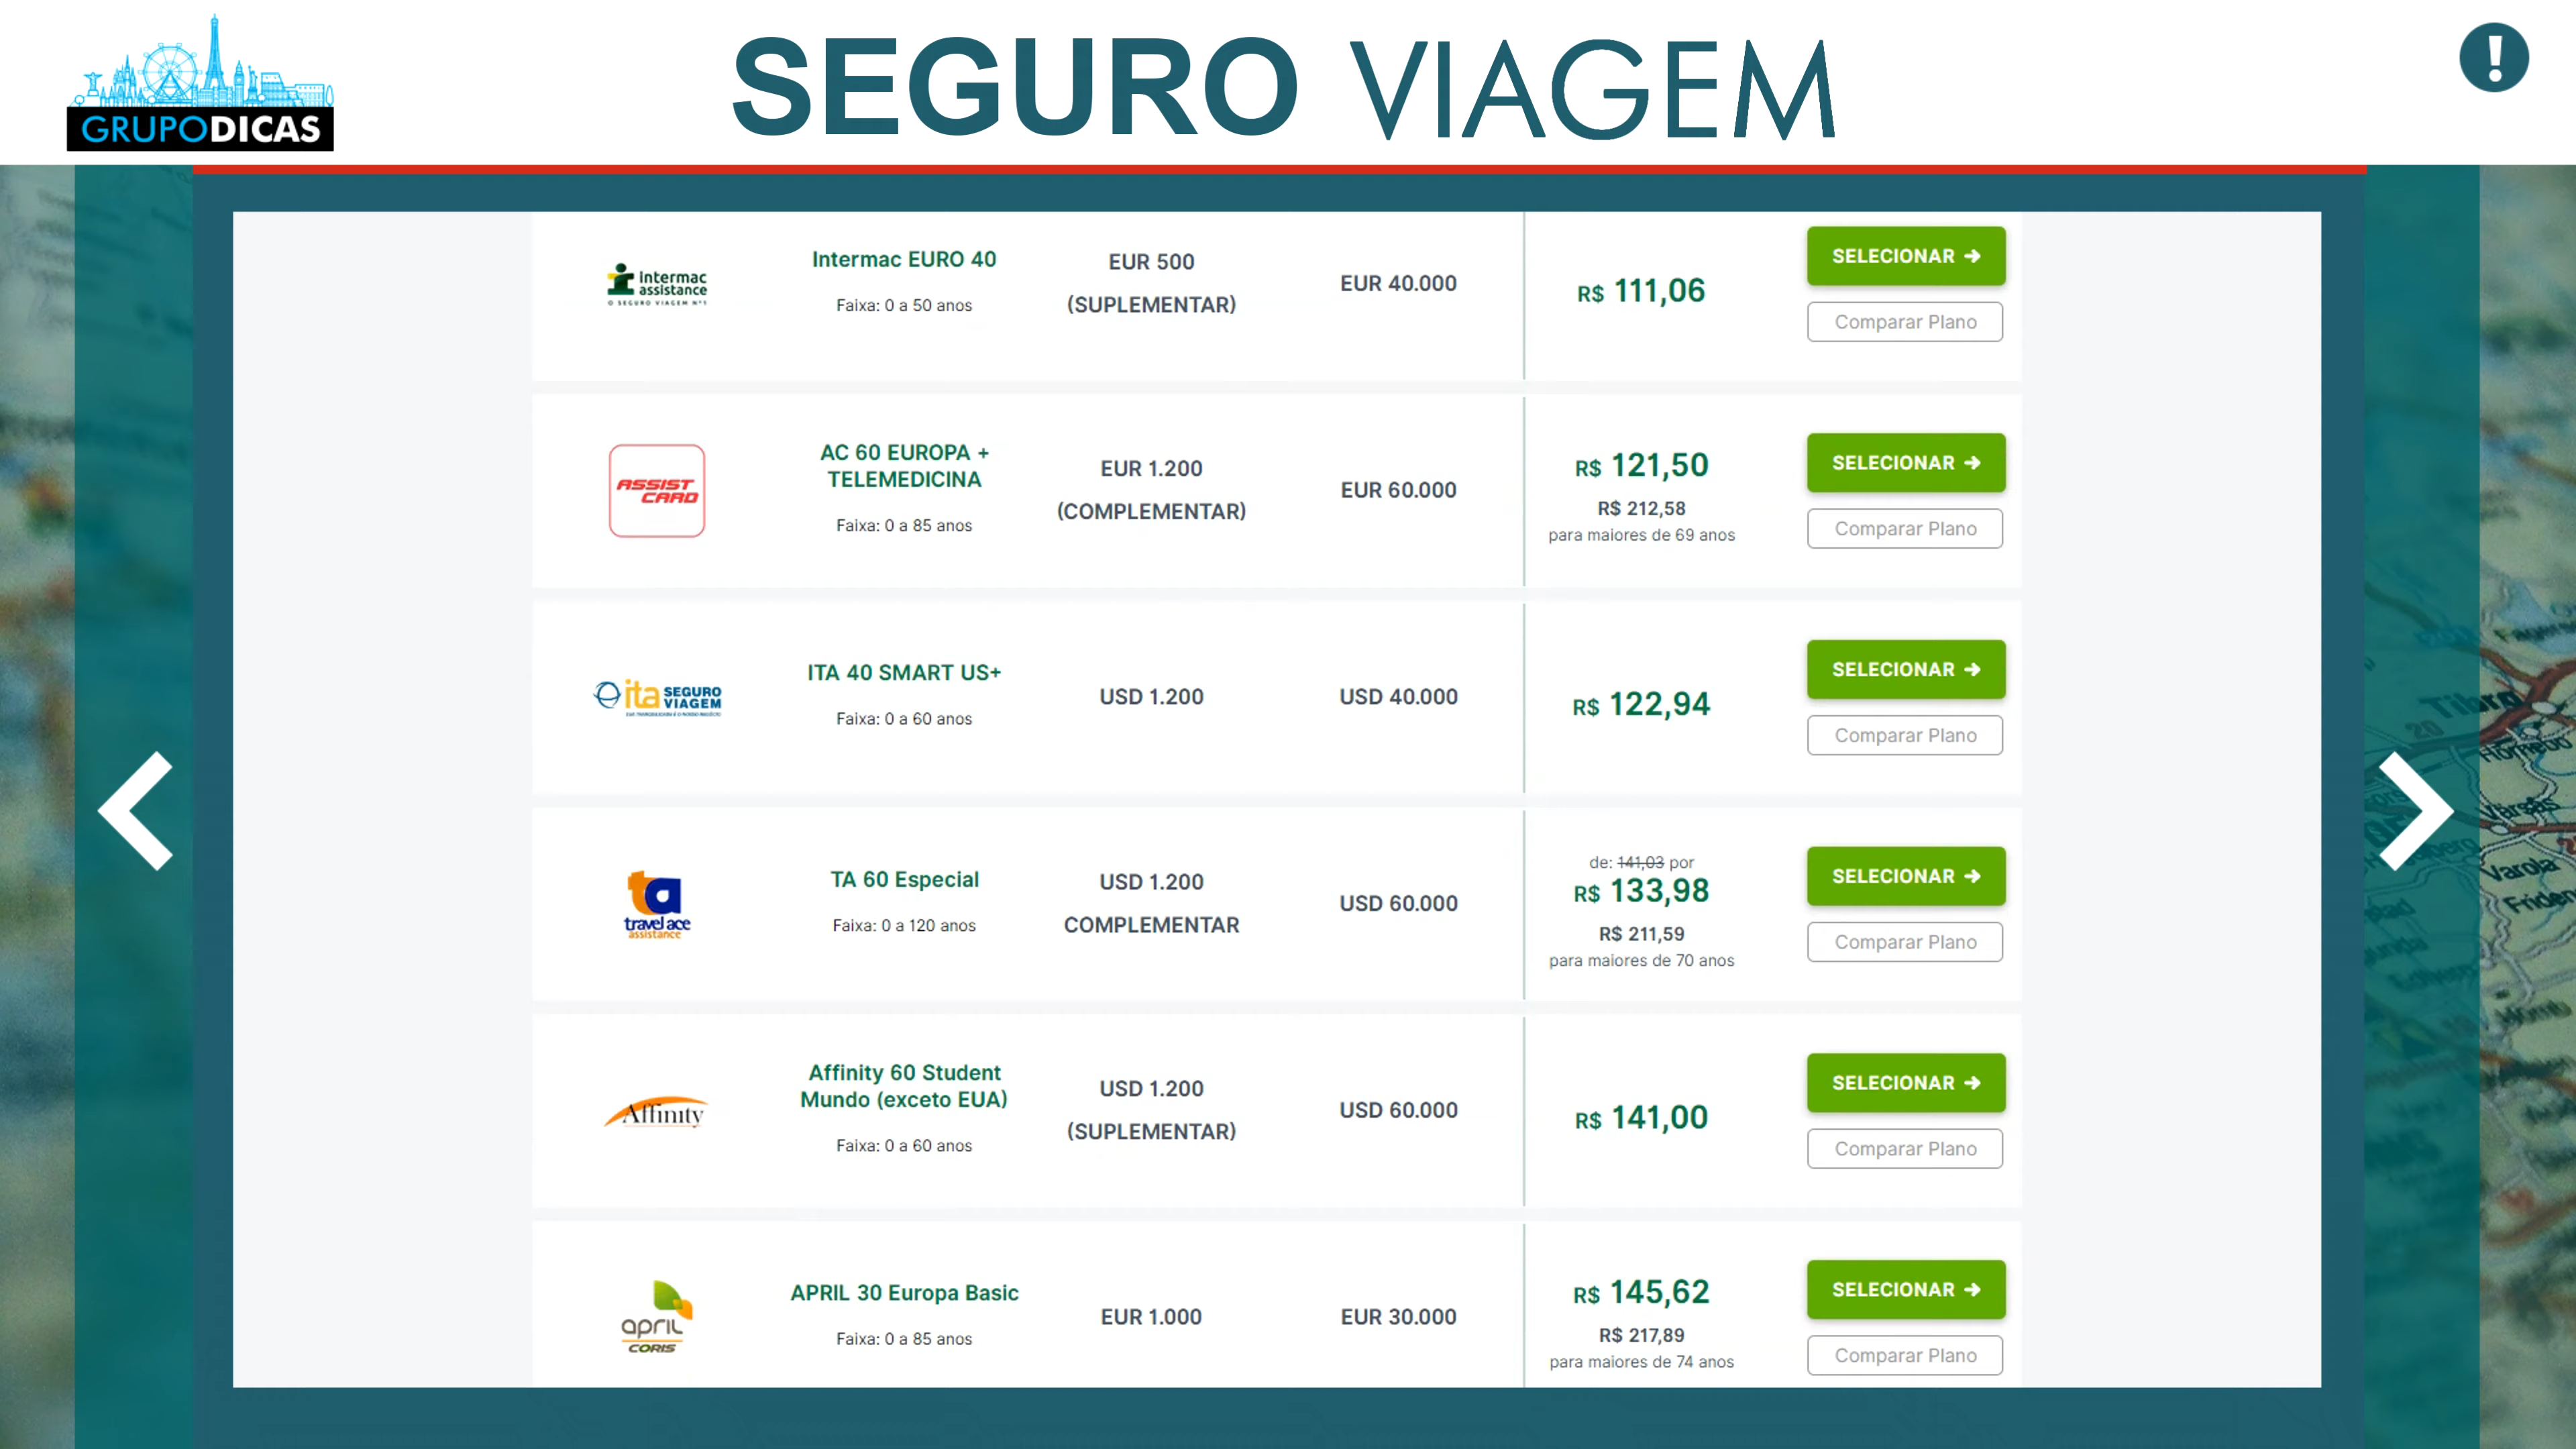 GRUPODICAS
SEGURO VIAGEM
intermac
assistance
O SEGURO VIAGEM Nº1
Intermac EURO 40
Faixa: 0 a 50 anos
EUR 500
(SUPLEMENTAR)
EUR 40.000
R$ 111,06
SELECIONAR
Comparar Plano
ASSIST
CARD
AC 60 EUROPA +
TELEMEDICINA
Faixa: 0 a 85 anos
EUR 1.200
(COMPLEMENTAR)
EUR 60.000
R$ 121,50
R$ 212,58
para maiores de 69 anos
SELECIONAR
Comparar Plano
ita SEGURO
VIAGEM
ITA 40 SMART US+
Faixa: 0 a 60 anos
USD 1.200
USD 40.000
R$ 122,94
SELECIONAR
Comparar Plano
ta
travel ace
assistance
TA 60 Especial
Faixa: 0 a 120 anos
USD 1.200
COMPLEMENTAR
USD 60.000
de: 141,03 por
R$ 133,98
R$ 211,59
para maiores de 70 anos
SELECIONAR
Comparar Plano
Affinity
Affinity 60 Student
Mundo (exceto EUA)
Faixa: 0 a 60 anos
USD 1.200
(SUPLEMENTAR)
USD 60.000
R$ 141,00
SELECIONAR
Comparar Plano
april
CORIS
APRIL 30 Europa Basic
Faixa: 0 a 85 anos
EUR 1.000
EUR 30.000
R$ 145,62
R$ 217,89
para maiores de 74 anos
SELECIONAR
Comparar Plano